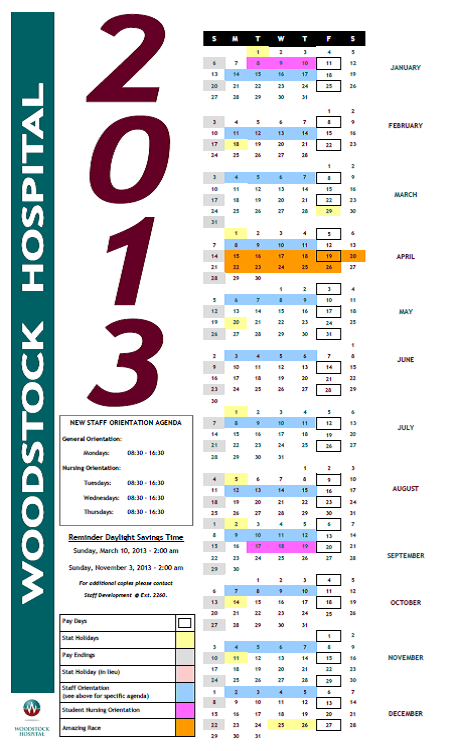 WOODSTOCK HOSPITAL
2013
NEW STAFF ORIENTATION AGENDA
General Orientation:
Mondays: 08:30 - 16:30
Nursing Orientation:
Tuesdays: 08:30 - 16:30
Wednesdays: 08:30 - 16:30
Thursdays: 08:30 - 16:30
Reminder Daylight Savings Time
Sunday, March 10, 2013 - 2:00 am
Sunday, November 3, 2013 - 2:00 am
For additional copies please contact
Staff Development @ Ext. 2260.
Pay Days
Stat Holidays
Pay Endings
Stat Holiday (in lieu)
Staff Orientation
(see above for specific agenda)
Student Nursing Orientation
Amazing Race
WOODSTOCK
HOSPITAL
S M T W T F S
1 2 3 4 5
6 7 8 9 10 11 12
JANUARY
13 14 15 16 17 18 19
20 21 22 23 24 25 26
27 28 29 30 31
1 2
3 4 5 6 7 8 9
FEBRUARY
10 11 12 13 14 15 16
17 18 19 20 21 22 23
24 25 26 27 28
1 2
3 4 5 6 7 8 9
10 11 12 13 14 15 16
MARCH
17 18 19 20 21 22 23
24 25 26 27 28 29 30
31
1 2 3 4 5 6
7 8 9 10 11 12 13
14 15 16 17 18 19 20
APRIL
21 22 23 24 25 26 27
28 29 30
1 2 3 4
5 6 7 8 9 10 11
12 13 14 15 16 17 18
MAY
19 20 21 22 23 24 25
26 27 28 29 30 31
1
2 3 4 5 6 7 8
JUNE
9 10 11 12 13 14 15
16 17 18 19 20 21 22
23 24 25 26 27 28 29
30
1 2 3 4 5 6
7 8 9 10 11 12 13
JULY
14 15 16 17 18 19 20
21 22 23 24 25 26 27
28 29 30 31
1 2 3
4 5 6 7 8 9 10
11 12 13 14 15 16 17
AUGUST
18 19 20 21 22 23 24
25 26 27 28 29 30 31
1 2 3 4 5 6 7
8 9 10 11 12 13 14
15 16 17 18 19 20 21
SEPTEMBER
22 23 24 25 26 27 28
29 30
1 2 3 4 5
6 7 8 9 10 11 12
13 14 15 16 17 18 19
OCTOBER
20 21 22 23 24 25 26
27 28 29 30 31
1 2
3 4 5 6 7 8 9
10 11 12 13 14 15 16
NOVEMBER
17 18 19 20 21 22 23
24 25 26 27 28 29 30
1 2 3 4 5 6 7
8 9 10 11 12 13 14
15 16 17 18 19 20 21
DECEMBER
22 23 24 25 26 27 28
29 30 31